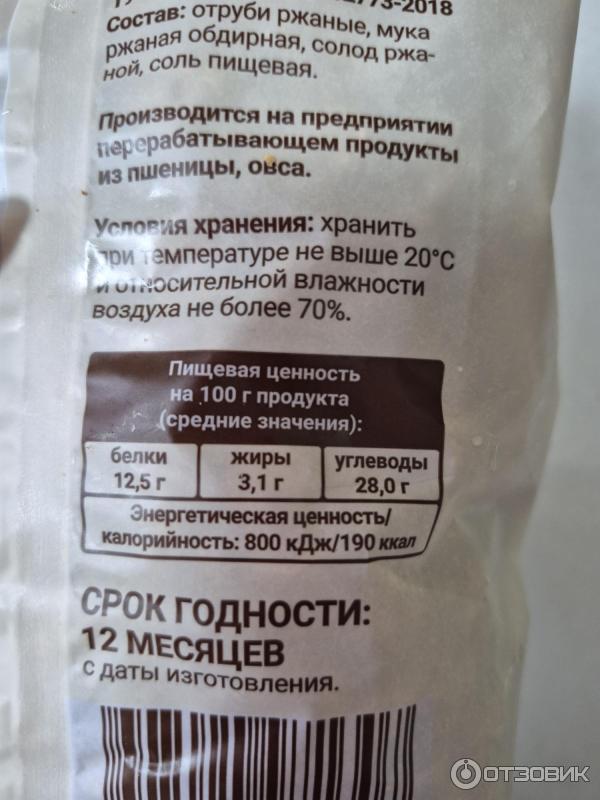 773-2018
Состав: отруби ржаные, мука
ржаная обдирная, солод ржа-
ной, соль пищевая.
Производится на предприятии
перерабатывающем продукты
из пшеницы, овса.
Условия хранения: хранить
при температуре не выше 20°С
и относительной влажности
воздуха не более 70%.
Пищевая ценность
на 100 г продукта
(средние значения):
белки жиры углеводы
12,5 г 3,1 г 28,0 г
Энергетическая ценность/
калорийность: 800 кДж/190 ккал
СРОК ГОДНОСТИ:
12 МЕСЯЦЕВ
с даты изготовления.
ОТЗОВИК